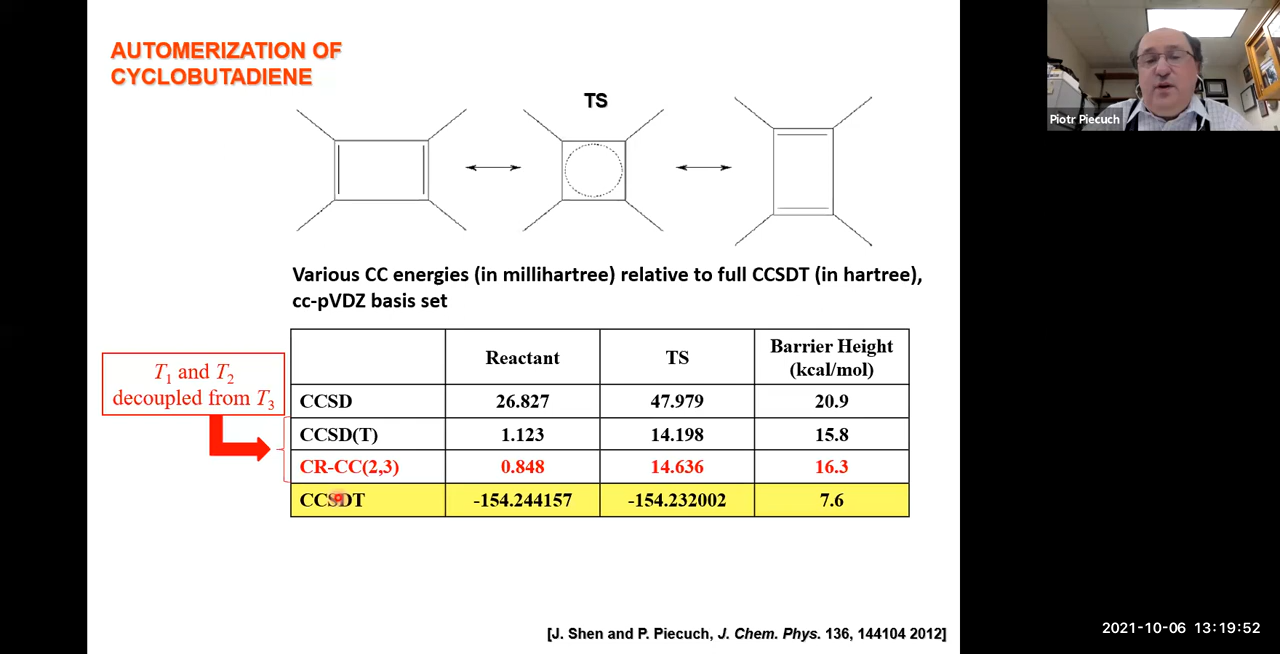 AUTOMERIZATION OF
CYCLOBUTADIENE
TS
Piotr Piecuch
Various CC energies (in millihartree) relative to full CCSDT (in hartree),
cc-pVDZ basis set
T₁ and T₂
decoupled from T₃
Reactant TS Barrier Height
(kcal/mol)
CCSD 26.827 47.979 20.9
CCSD(T) 1.123 14.198 15.8
CR-CC(2,3) 0.848 14.636 16.3
CCSDT -154.244157 -154.232002 7.6
[J. Shen and P. Piecuch, J. Chem. Phys. 136, 144104 2012]
2021-10-06 13:19:52